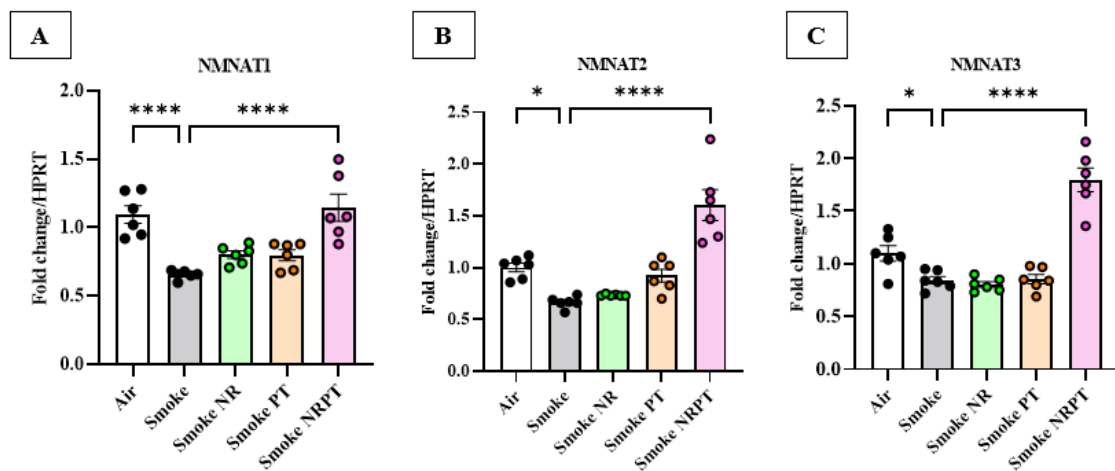 A
NMNAT1
**** ****
Fold change/HPRT
2.0
1.5
1.0
0.5
0.0
Air
Smoke
Smoke NR
Smoke PT
Smoke NRPT
B
NMNAT2
* ****
Fold change/HPRT
2.5
2.0
1.5
1.0
0.5
0.0
Air
Smoke
Smoke NR
Smoke PT
Smoke NRPT
C
NMNAT3
* ****
Fold change/HPRT
2.5
2.0
1.5
1.0
0.5
0.0
Air
Smoke
Smoke NR
Smoke PT
Smoke NRPT